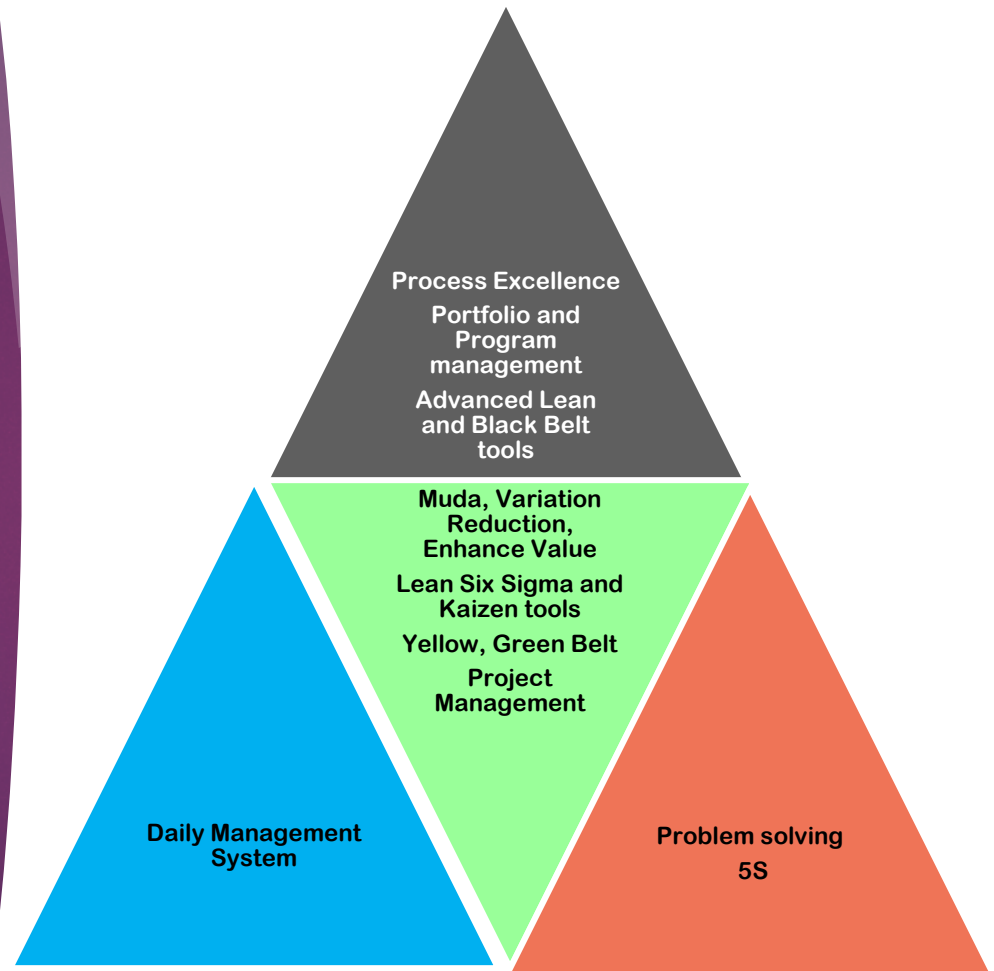 Process Excellence
Portfolio and
Program
management
Advanced Lean
and Black Belt
tools
Muda, Variation
Reduction,
Enhance Value
Lean Six Sigma and
Kaizen tools
Yellow, Green Belt
Project
Management
Daily Management
System
Problem solving
5S